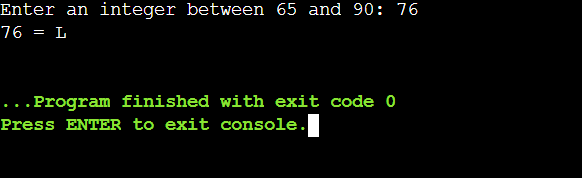 Enter an integer between 65 and 90: 76
76 = L
...Program finished with exit code 0
Press ENTER to exit console.